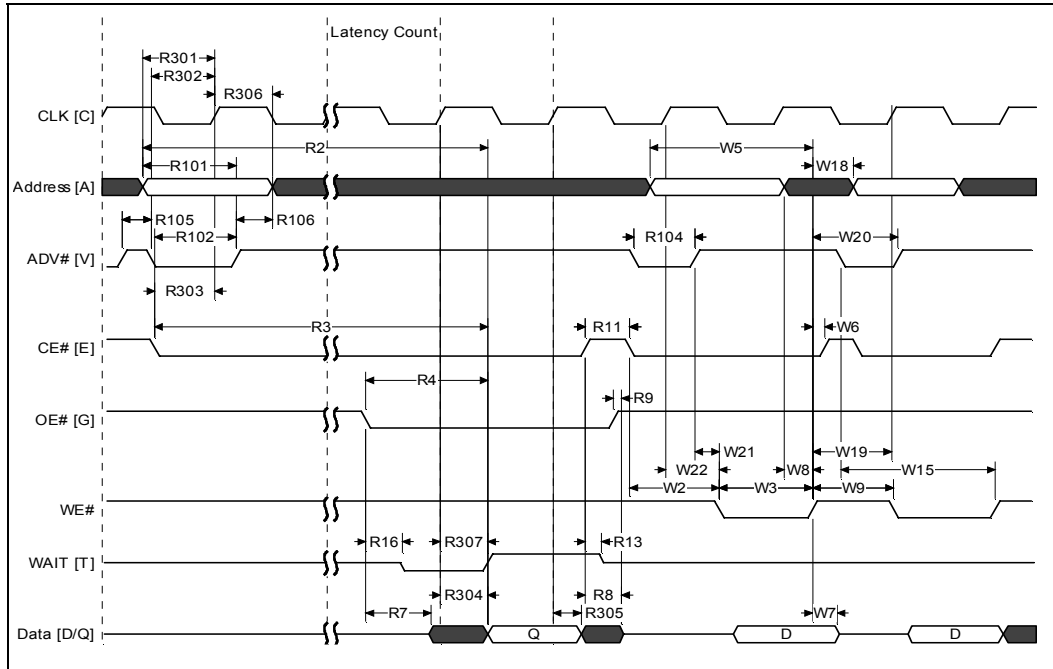 Latency Count
R301
R302
R306
CLK [C]
R2
W5
R101
W18
Address [A]
R105
R106
R102
R104
W20
ADV# [V]
R303
R3
R11
W6
CE# [E]
R4
R9
OE# [G]
W21
W19
W22
W8
W15
W2
W3
W9
WE#
R16
R307
R13
WAIT [T]
R304
R8
R7
R305
W7
Data [D/Q]
Q
D
D